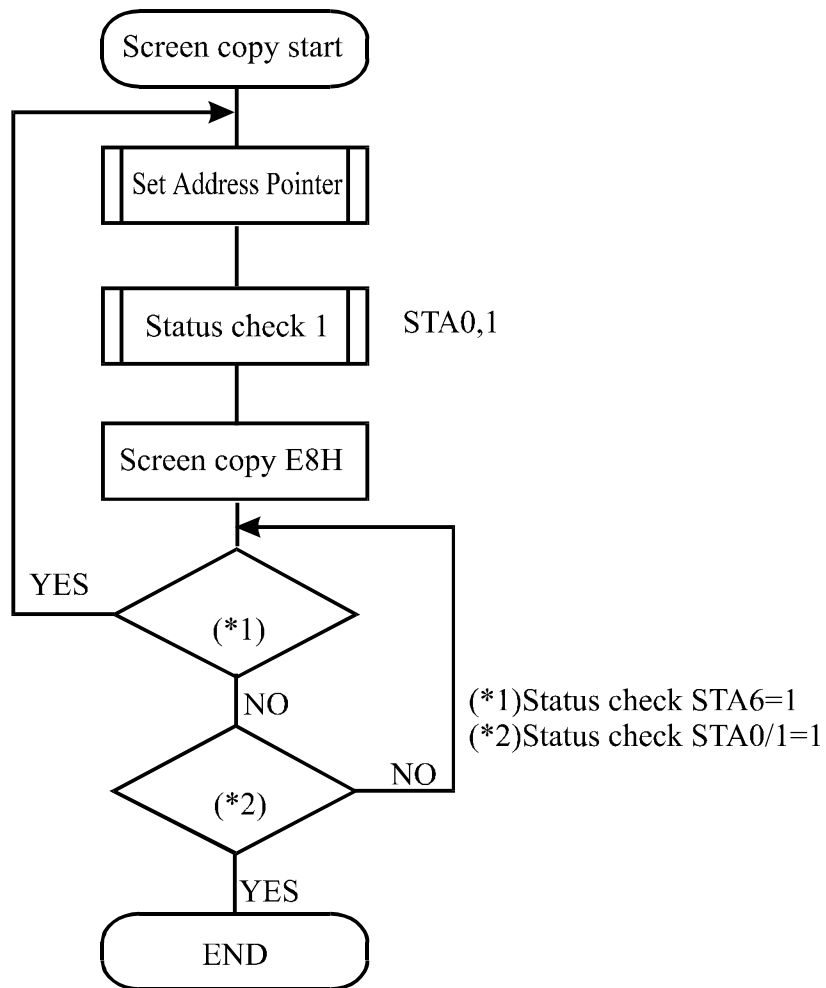 Screen copy start
Set Address Pointer
Status check 1
STA0,1
Screen copy E8H
YES
(*1)
NO
(*1)Status check STA6=1
(*2)Status check STA0/1=1
NO
(*2)
YES
END